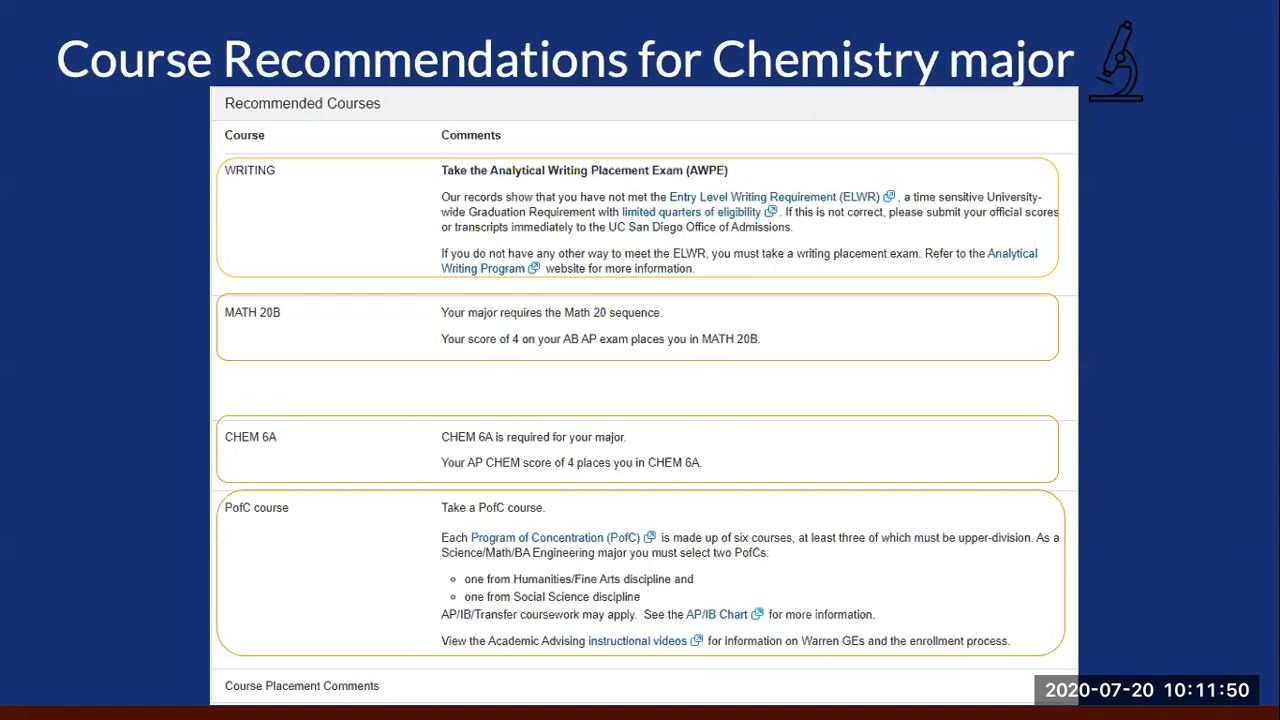 Course Recommendations for Chemistry major
Recommended Courses
Course Comments
WRITING Take the Analytical Writing Placement Exam (AWPE)
Our records show that you have not met the Entry Level Writing Requirement (ELWR) , a time sensitive University-
wide Graduation Requirement with limited quarters of eligibility . If this is not correct, please submit your official scores
or transcripts immediately to the UC San Diego Office of Admissions.
If you do not have any other way to meet the ELWR, you must take a writing placement exam. Refer to the Analytical
Writing Program website for more information.
MATH 20B Your major requires the Math 20 sequence.
Your score of 4 on your AB AP exam places you in MATH 20B.
CHEM 6A CHEM 6A is required for your major.
Your AP CHEM score of 4 places you in CHEM 6A.
PofC course Take a PofC course.
Each Program of Concentration (PofC) is made up of six courses, at least three of which must be upper-division. As a
Science/Math/BA Engineering major you must select two PofCs:
one from Humanities/Fine Arts discipline and
one from Social Science discipline
AP/IB/Transfer coursework may apply. See the AP/IB Chart for more information.
View the Academic Advising instructional videos for information on Warren GEs and the enrollment process.
Course Placement Comments
2020-07-20 10:11:50